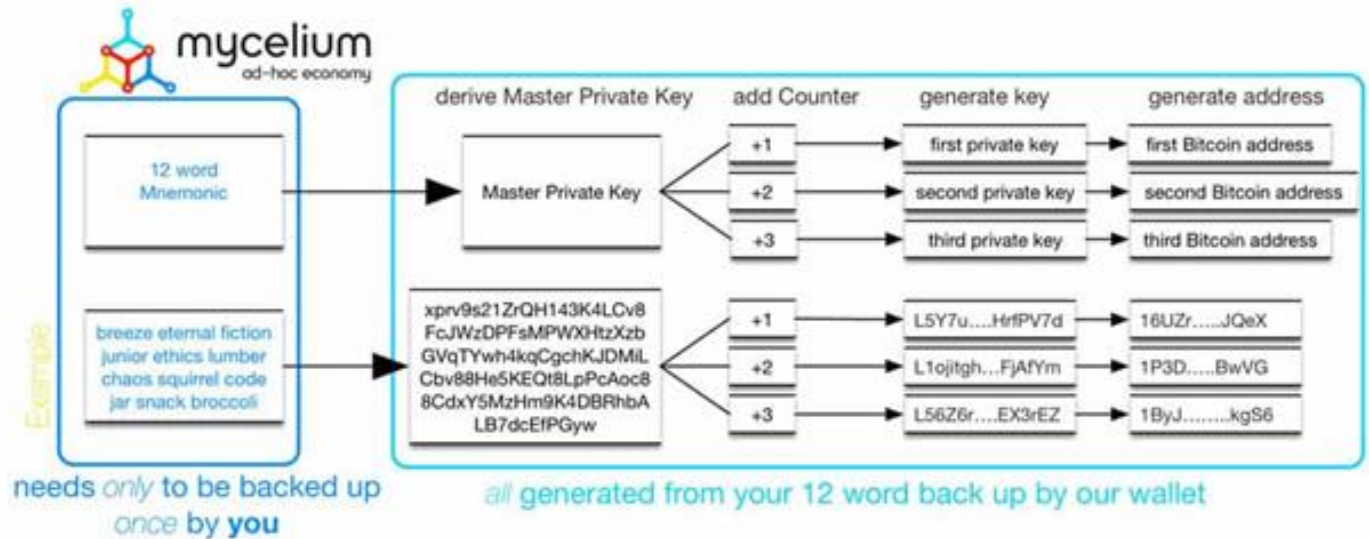 mycelium
ad-hoc economy
derive Master Private Key add Counter generate key generate address
12 word
Mnemonic
Master Private Key
+1 first private key first Bitcoin address
+2 second private key second Bitcoin address
+3 third private key third Bitcoin address
Example
breeze eternal fiction
junior ethics lumber
chaos squirrel code
jar snack broccoli
xprv9s21ZrQH143K4LCv8
FcJWzDPFsMPWXHtzXzb
GVqTYwh4kqCgchKJDMiL
Cbv88He5KEQt8LpPcAoc8
8CdxY5MzHm9K4DBRhbA
LB7dcEfPGyw
+1 L5Y7u....HrfPV7d 16UZr.....JQeX
+2 L1ojitgh...FjAfYm 1P3D.....BwVG
+3 L56Z6r....EX3rEZ 1ByJ........kgS6
needs only to be backed up
once by you
all generated from your 12 word back up by our wallet